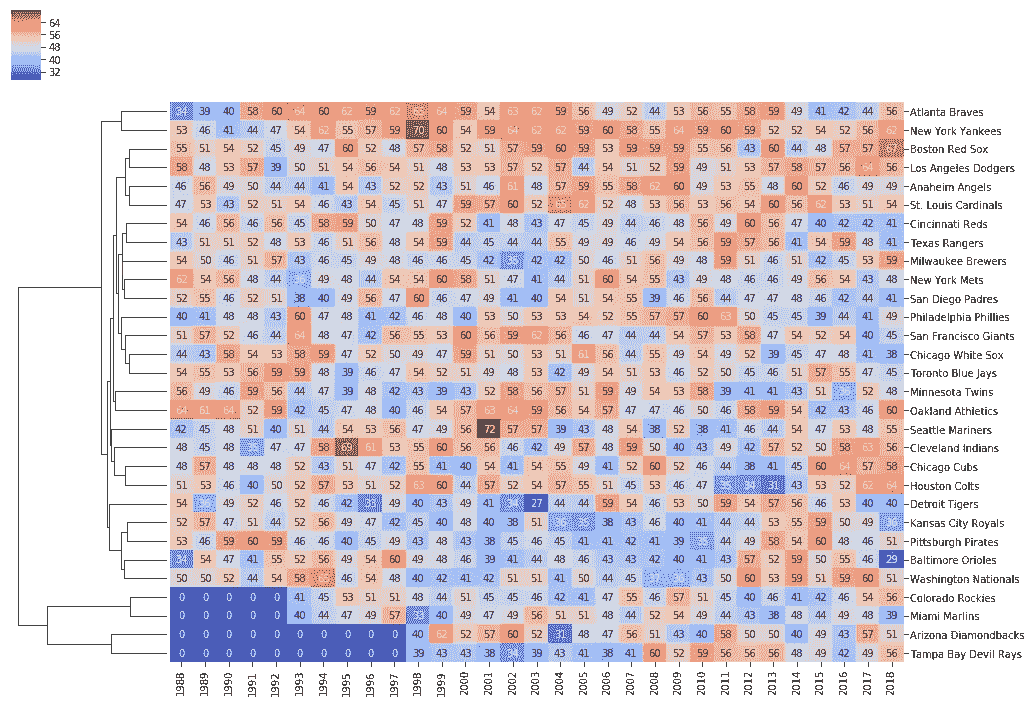 64
56
48
40
32
34 39 40 58 60 64 60 62 59 62 65 64 59 54 63 62 59 56 49 52 44 53 56 55 58 59 49 41 42 44 56 Atlanta Braves
53 46 41 44 47 54 62 55 57 59 70 60 54 59 64 62 62 59 60 58 55 64 59 60 59 52 52 54 52 56 62 New York Yankees
55 51 54 52 45 49 47 60 52 48 57 58 52 51 57 59 60 59 53 59 59 59 55 56 43 60 44 48 57 57 67 Boston Red Sox
58 48 53 57 39 50 51 54 56 54 51 48 53 53 57 52 57 44 54 51 52 59 49 51 53 57 58 57 56 64 56 Los Angeles Dodgers
46 56 49 50 44 44 41 54 43 52 52 43 51 46 61 48 57 59 55 58 62 60 49 53 55 48 60 52 46 49 49 Anaheim Angels
47 53 43 52 51 54 46 43 54 45 51 47 59 57 60 52 65 62 52 48 53 56 53 56 54 60 56 62 53 51 54 St. Louis Cardinals
54 46 56 46 56 45 58 59 50 47 48 60 52 41 48 43 47 45 49 44 46 48 56 49 60 56 47 40 42 42 41 Cincinnati Reds
43 51 51 52 48 53 46 51 56 48 54 59 44 45 44 44 55 49 49 46 49 54 56 57 57 56 41 54 59 48 41 Texas Rangers
54 50 46 51 57 43 46 45 49 48 46 46 45 42 35 42 42 50 46 51 56 49 48 59 51 46 51 42 45 53 59 Milwaukee Brewers
62 54 56 48 44 56 49 48 44 54 54 60 58 51 47 41 44 51 60 54 55 43 49 48 46 46 49 56 54 43 48 New York Mets
52 55 46 52 51 38 40 49 56 47 60 46 47 49 41 40 54 51 54 55 39 46 56 44 47 47 48 46 42 44 41 San Diego Padres
40 41 48 48 43 60 47 48 41 42 46 48 40 53 50 53 53 54 52 55 57 57 60 63 50 45 45 39 44 41 49 Philadelphia Phillies
51 57 52 46 44 64 48 42 56 55 53 60 56 59 62 56 46 47 44 44 54 57 53 58 47 54 52 54 40 45 San Francisco Giants
44 43 58 54 53 58 59 47 52 50 49 47 59 51 50 53 51 61 56 44 55 49 54 49 52 39 45 47 48 41 38 Chicago White Sox
54 55 53 56 59 59 48 39 46 47 54 52 51 49 48 53 42 49 54 51 53 46 52 50 45 46 51 57 55 47 45 Toronto Blue Jays
56 49 46 59 56 44 47 39 48 42 43 39 43 52 58 56 57 51 59 49 54 53 58 39 41 41 43 51 52 48 Minnesota Twins
64 61 64 52 59 42 45 47 48 40 46 54 57 63 64 59 56 54 57 47 47 46 50 46 58 59 54 42 43 46 60 Oakland Athletics
42 45 48 51 40 51 44 54 53 56 47 49 56 72 57 57 39 43 48 54 38 52 38 41 46 44 54 47 53 48 55 Seattle Mariners
48 45 48 47 47 58 69 61 53 55 60 56 56 46 42 49 57 48 59 50 40 43 49 42 57 52 50 58 63 56 Cleveland Indians
48 57 48 48 48 52 43 51 47 42 55 41 40 54 41 54 55 49 41 52 60 52 46 44 38 41 45 60 64 57 58 Chicago Cubs
51 53 46 40 50 52 57 53 51 52 63 60 44 57 52 54 57 55 51 45 53 46 47 35 34 31 43 53 52 62 64 Houston Colts
54 49 52 46 52 46 42 33 49 40 43 49 41 34 27 44 44 59 54 46 53 50 59 54 57 56 46 53 40 40 Detroit Tigers
52 57 47 51 44 52 56 49 47 42 45 40 48 40 38 51 38 43 46 40 41 44 44 53 55 59 50 49 Kansas City Royals
53 46 59 60 59 46 46 40 45 49 43 48 43 38 45 46 45 41 41 42 41 39 35 44 49 58 54 60 48 46 51 Pittsburgh Pirates
34 54 47 41 55 52 56 49 54 60 49 48 46 39 41 44 48 46 43 43 42 40 41 43 57 52 59 50 55 46 29 Baltimore Orioles
50 50 52 44 54 58 46 54 48 40 42 42 42 51 51 41 50 44 45 43 50 60 53 59 51 59 60 51 Washington Nationals
0 0 0 0 0 41 45 53 51 51 48 44 51 45 45 46 42 41 47 55 46 57 51 45 40 46 41 42 46 54 56 Colorado Rockies
0 0 0 0 0 40 44 44 49 57 31 40 49 47 49 56 51 51 48 44 52 54 49 44 43 38 48 44 49 48 39 Miami Marlins
0 0 0 0 0 0 0 0 0 0 40 62 52 57 60 52 31 48 47 56 51 43 40 58 50 50 40 49 43 57 51 Arizona Diamondbacks
0 0 0 0 0 0 0 0 0 0 39 43 43 38 34 39 43 41 38 41 60 52 59 56 56 56 48 49 42 49 56 Tampa Bay Devil Rays
1988 1989 1990 1991 1992 1993 1994 1995 1996 1997 1998 1999 2000 2001 2002 2003 2004 2005 2006 2007 2008 2009 2010 2011 2012 2013 2014 2015 2016 2017 2018